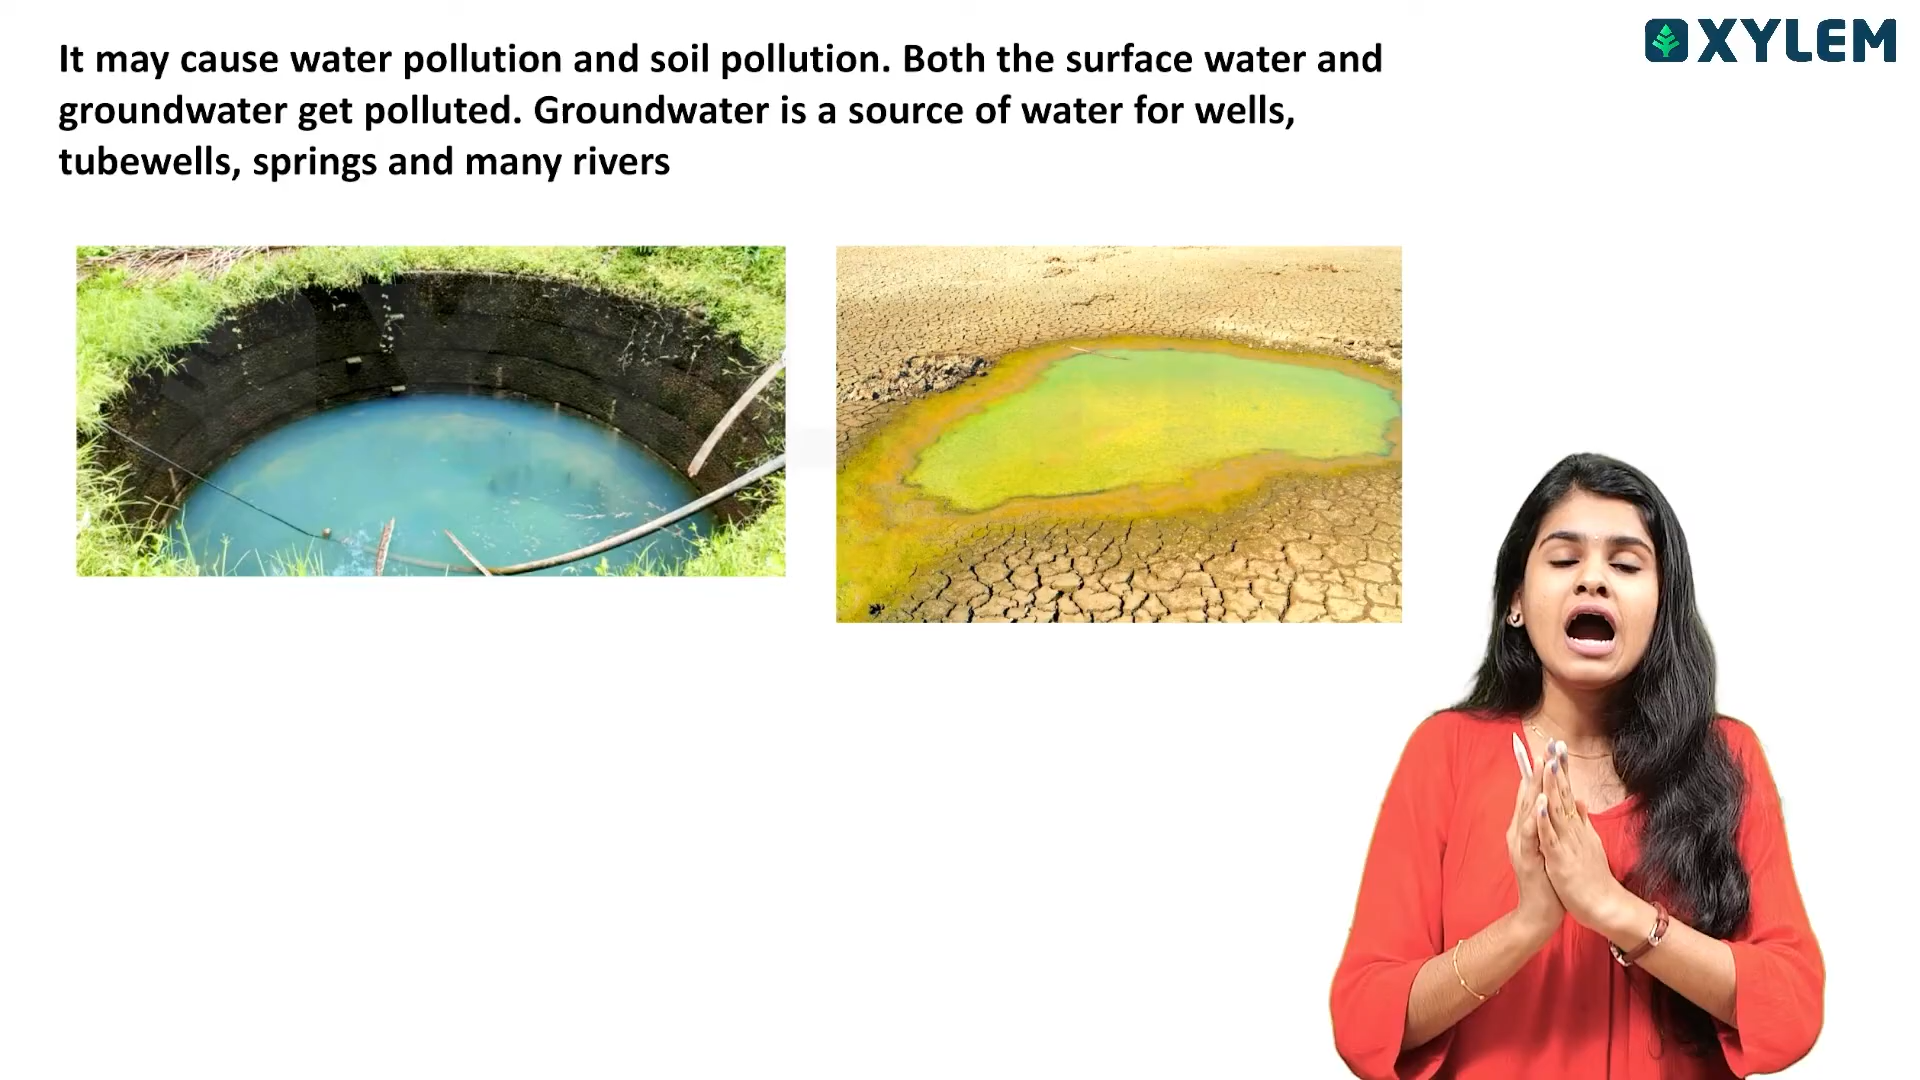 It may cause water pollution and soil pollution. Both the surface water and
groundwater get polluted. Groundwater is a source of water for wells,
tubewells, springs and many rivers
XYLEM